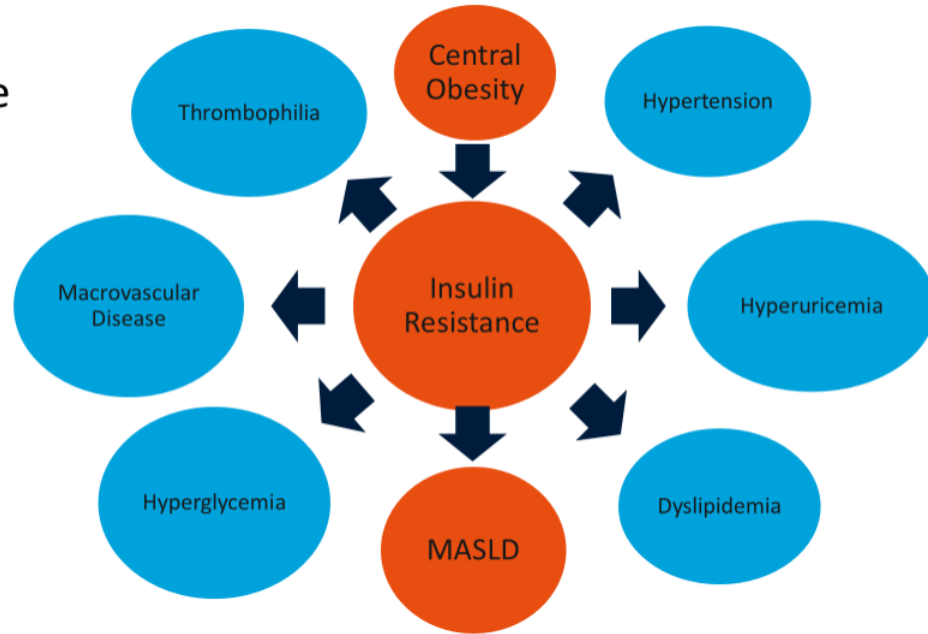 e
Central
Obesity
Thrombophilia
Hypertension
Macrovascular
Disease
Insulin
Resistance
Hyperuricemia
Hyperglycemia
MASLD
Dyslipidemia